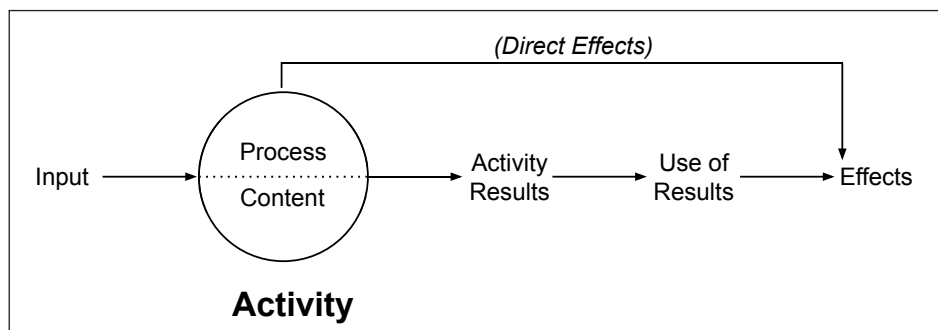 (Direct Effects)
Input
Process
Content
Activity
Results
Use of
Results
Effects
Activity